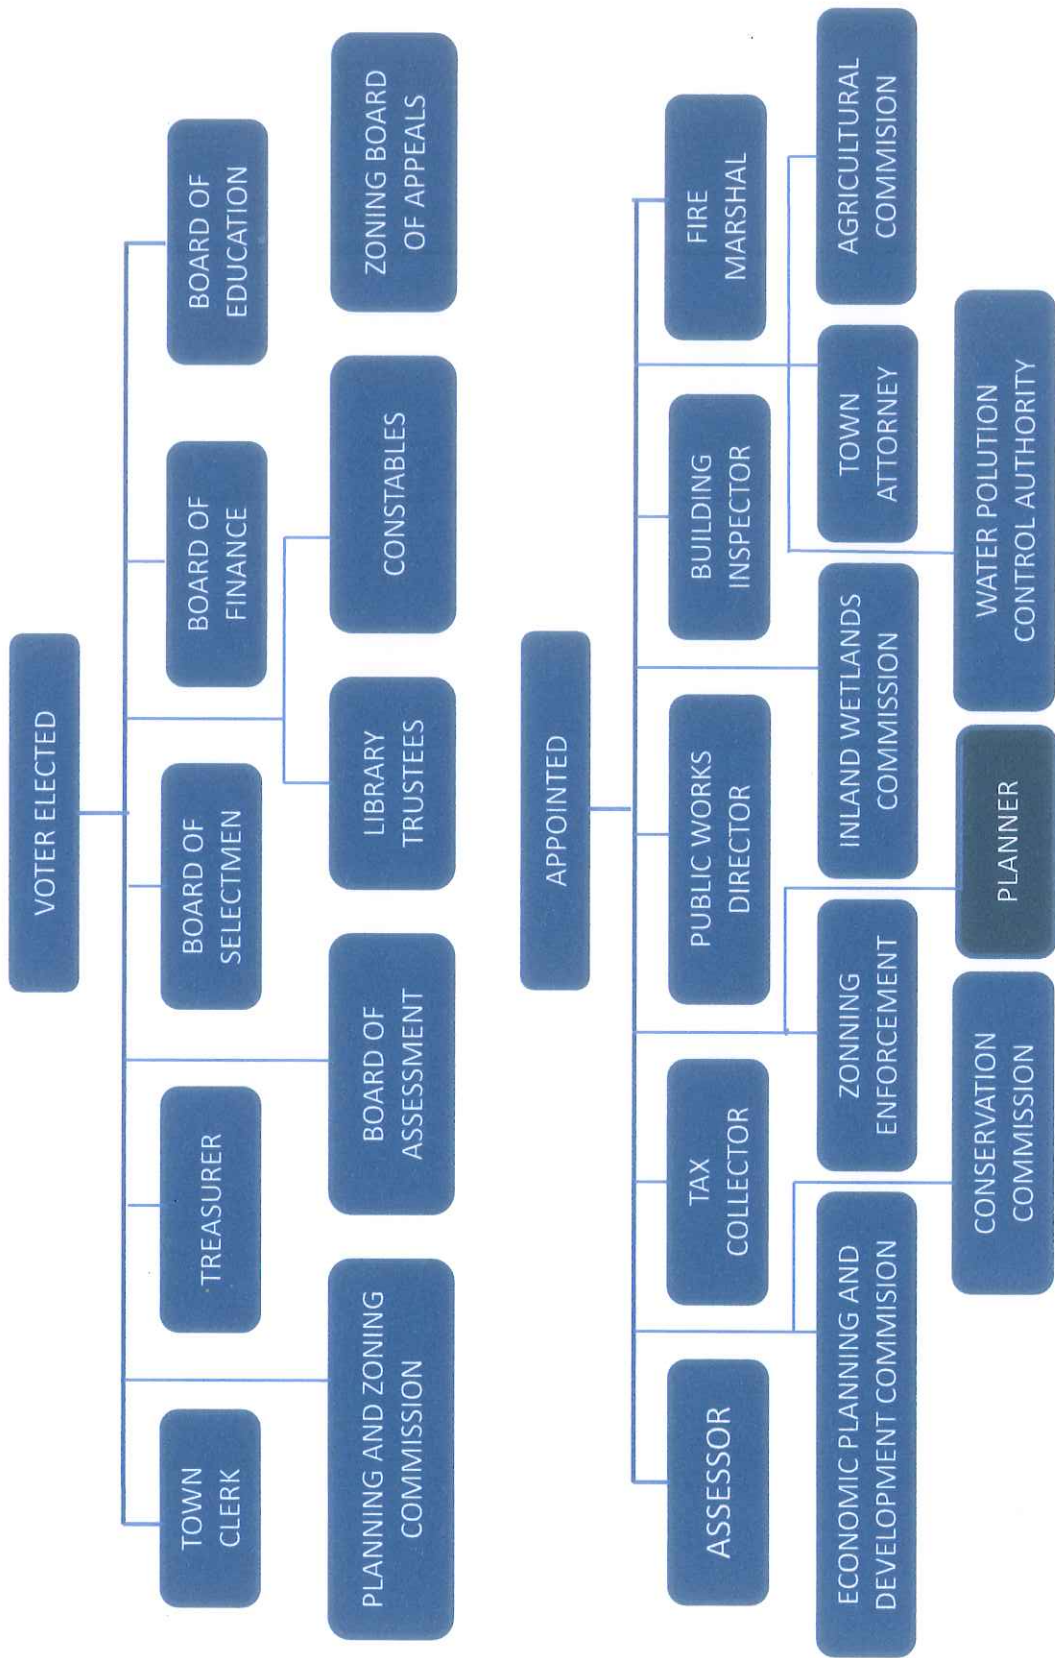 VOTER ELECTED
TOWN
CLERK
TREASURER
BOARD OF
SELECTMEN
BOARD OF
FINANCE
BOARD OF
EDUCATION
PLANNING AND ZONING
COMMISSION
BOARD OF
ASSESSMENT
LIBRARY
TRUSTEES
CONSTABLES
ZONING BOARD
OF APPEALS
APPOINTED
ASSESSOR
TAX
COLLECTOR
PUBLIC WORKS
DIRECTOR
BUILDING
INSPECTOR
FIRE
MARSHAL
ECONOMIC PLANNING AND
DEVELOPMENT COMMISION
ZONNING
ENFORCEMENT
INLAND WETLANDS
COMMISSION
TOWN
ATTORNEY
AGRICULTURAL
COMMISION
CONSERVATION
COMMISSION
PLANNER
WATER POLUTION
CONTROL AUTHORITY